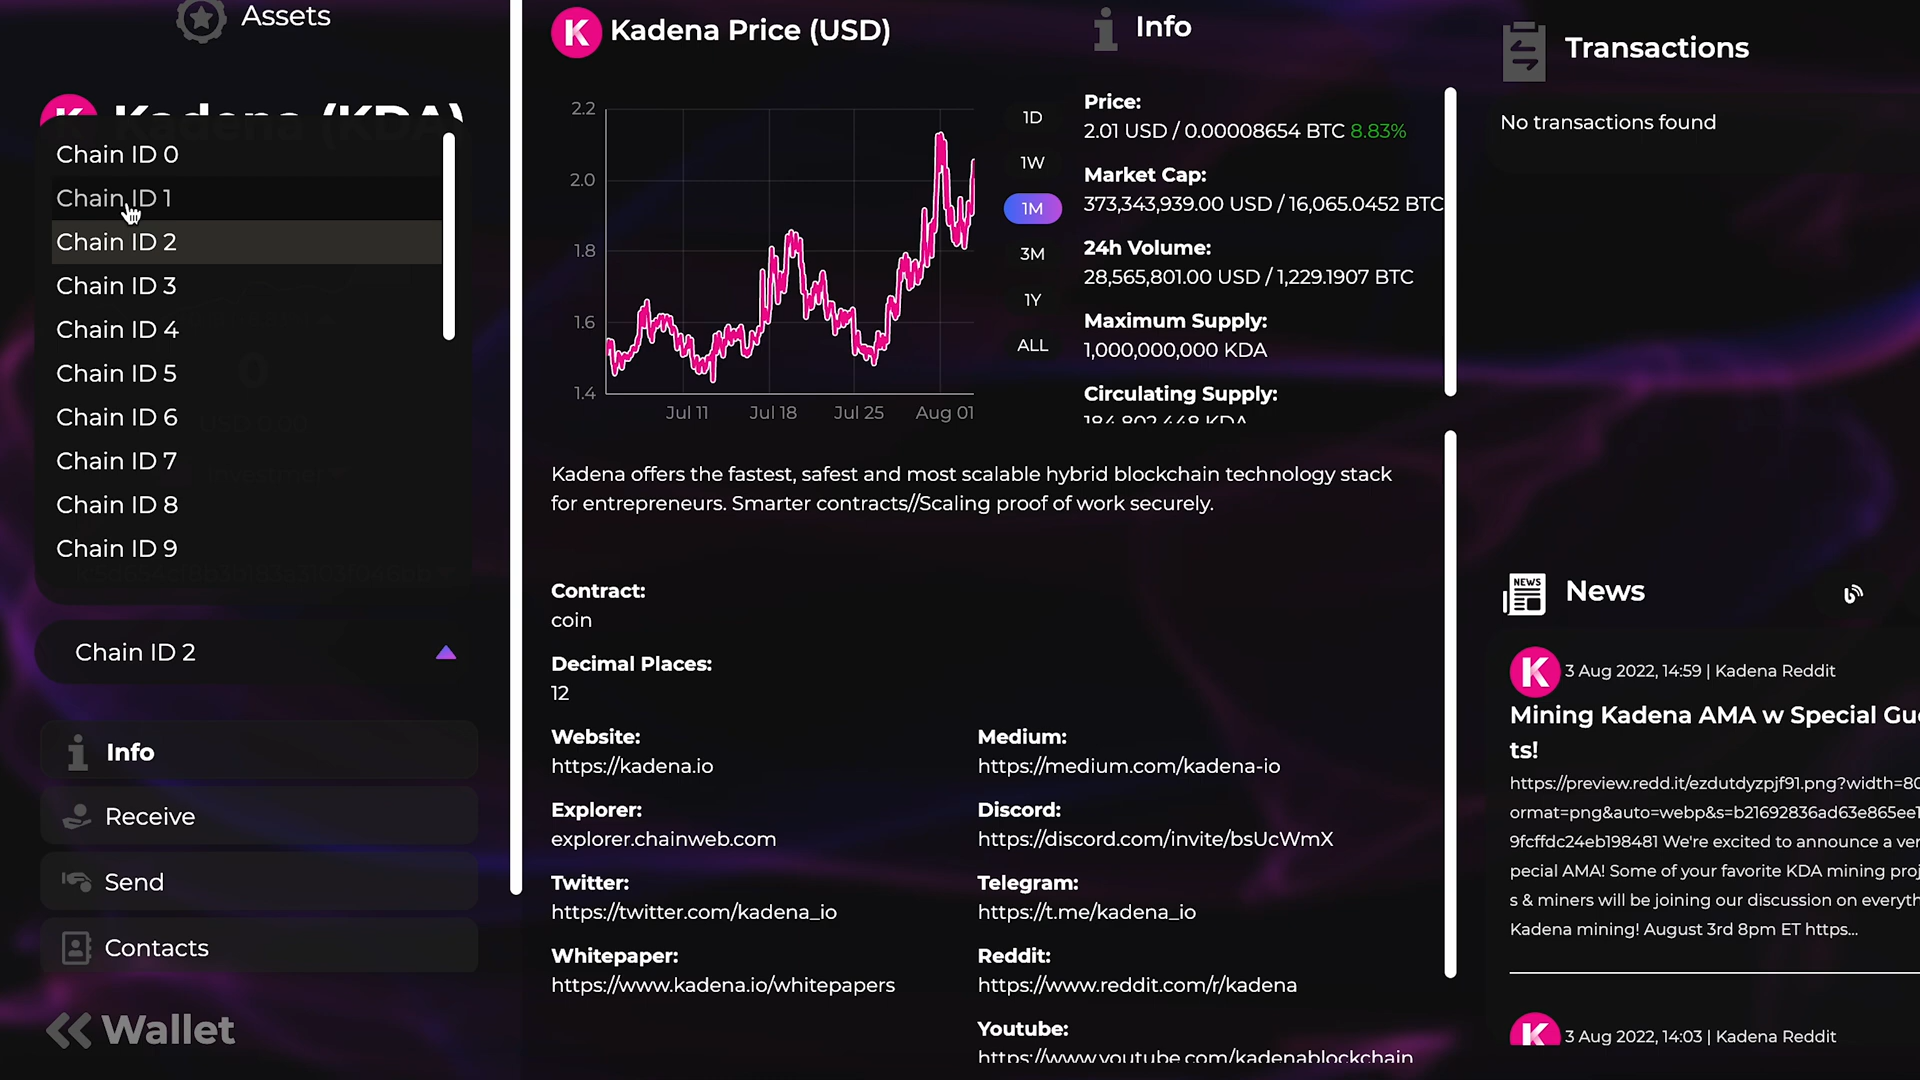 Assets
Kadena (KDA)
Chain ID 0
Chain ID 1
Chain ID 2
Chain ID 3
Chain ID 4
Chain ID 5
Chain ID 6
Chain ID 7
Chain ID 8
Chain ID 9
Chain ID 2
Info
Receive
Send
Contacts
Wallet
K Kadena Price (USD)
2.2
2.0
1.8
1.6
1.4
Jul 11 Jul 18 Jul 25 Aug 01
1D
1W
1M
3M
1Y
ALL
Info
Price:
2.01 USD / 0.00008654 BTC 8.83%
Market Cap:
373,343,939.00 USD / 16,065.0452 BTC
24h Volume:
28,565,801.00 USD / 1,229.1907 BTC
Maximum Supply:
1,000,000,000 KDA
Circulating Supply:
184,802,448 KDA
Kadena offers the fastest, safest and most scalable hybrid blockchain technology stack
for entrepreneurs. Smarter contracts//Scaling proof of work securely.
Contract:
coin
Decimal Places:
12
Website:
https://kadena.io
Explorer:
explorer.chainweb.com
Twitter:
https://twitter.com/kadena_io
Whitepaper:
https://www.kadena.io/whitepapers
Medium:
https://medium.com/kadena-io
Discord:
https://discord.com/invite/bsUcWmX
Telegram:
https://t.me/kadena_io
Reddit:
https://www.reddit.com/r/kadena
Youtube:
https://www.youtube.com/kadenablockchain
Transactions
No transactions found
NEWS
News
K
3 Aug 2022, 14:59 | Kadena Reddit
Mining Kadena AMA w Special Gu
ts!
https://preview.redd.it/ezdutdyzpjf91.png?width=80
ormat=png&auto=webp&s=b21692836ad63e865ee1
9fcffdc24eb198481 We're excited to announce a ver
pecial AMA! Some of your favorite KDA mining proj
s & miners will be joining our discussion on everyth
Kadena mining! August 3rd 8pm ET https...
K
3 Aug 2022, 14:03 | Kadena Reddit